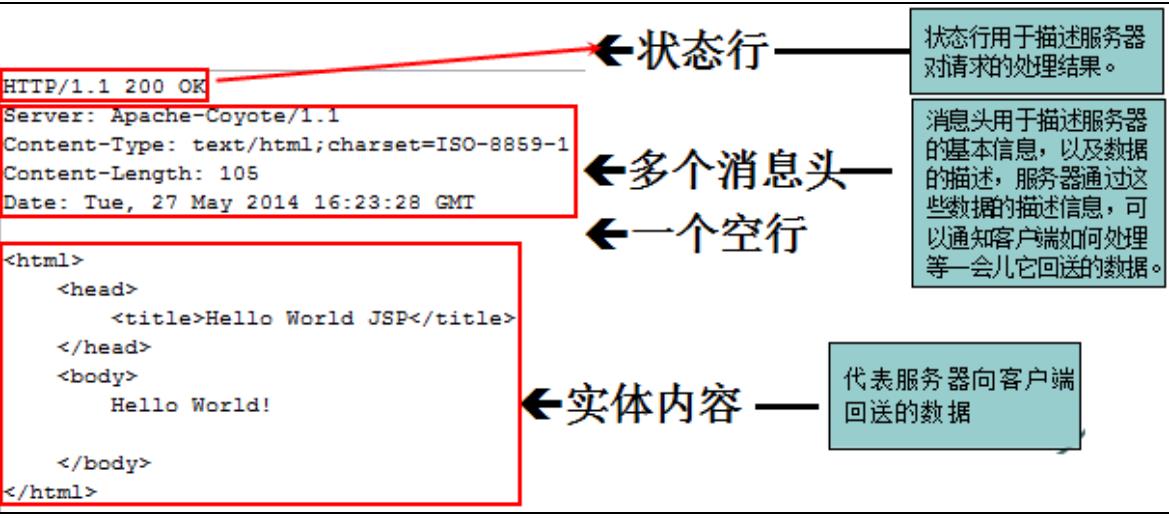 HTTP/1.1 200 OK
Server: Apache-Coyote/1.1
Content-Type: text/html;charset=ISO-8859-1
Content-Length: 105
Date: Tue, 27 May 2014 16:23:28 GMT
<html>
<head>
<title>Hello World JSP</title>
</head>
<body>
Hello World!
</body>
</html>
状态行
多个消息头
一个空行
实体内容
状态行用于描述服务器
对请求的处理结果。
消息头用于描述服务器
的基本信息，以及数据
的描述，服务器通过这
些数据的描述信息，可
以通知客户端如何处理
等一会儿它回送的数据。
代表服务器向客户端
回送的数据